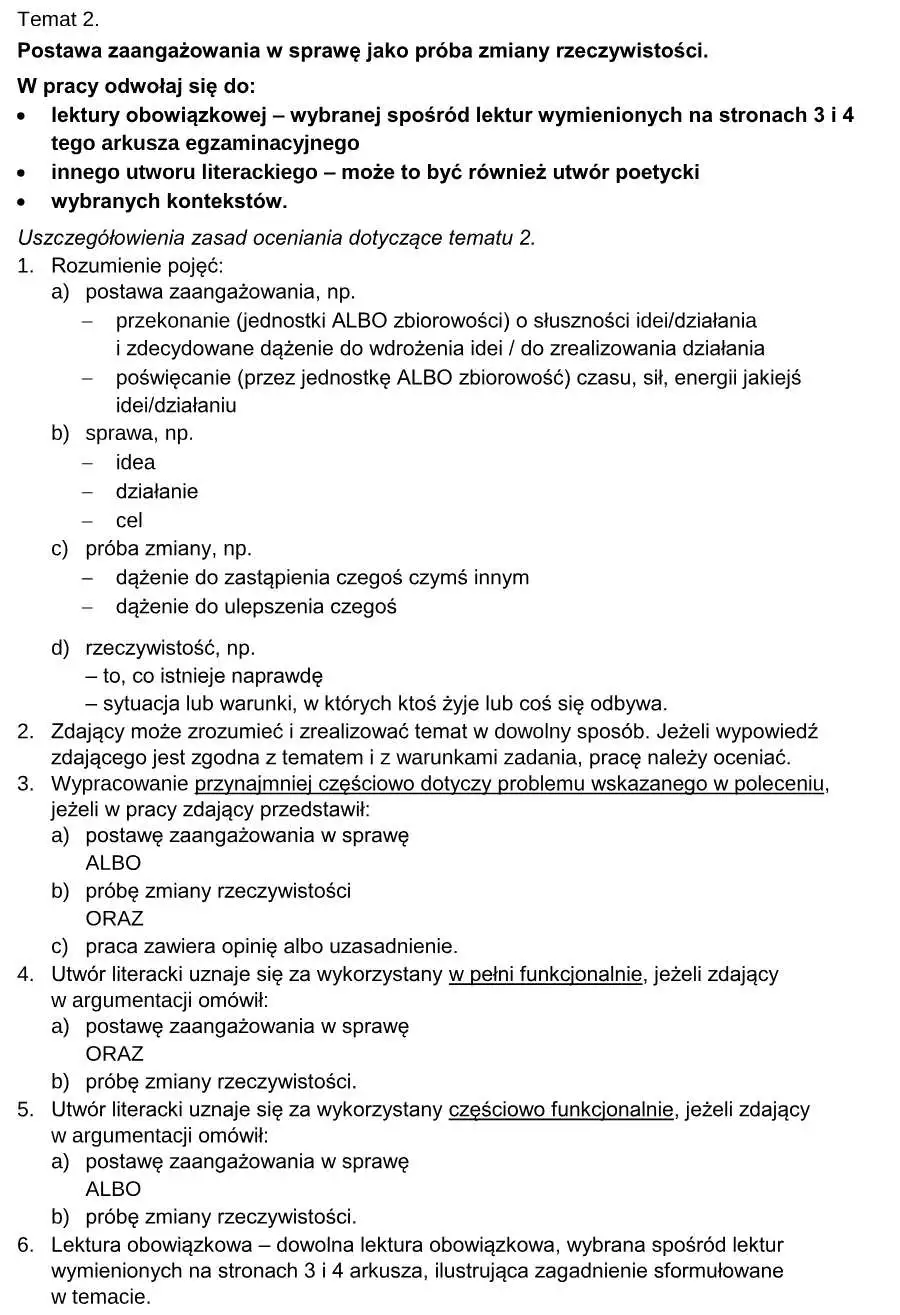 Temat 2.
Postawa zaangażowania w sprawę jako próba zmiany rzeczywistości.
W pracy odwołaj się do:
• lektury obowiązkowej – wybranej spośród lektur wymienionych na stronach 3 i 4
tego arkusza egzaminacyjnego
• innego utworu literackiego – może to być również utwór poetycki
• wybranych kontekstów.
Uszczegółowienia zasad oceniania dotyczące tematu 2.
1. Rozumienie pojęć:
a) postawa zaangażowania, np.
– przekonanie (jednostki ALBO zbiorowości) o słuszności idei/działania
i zdecydowane dążenie do wdrożenia idei / do zrealizowania działania
– poświęcanie (przez jednostkę ALBO zbiorowość) czasu, sił, energii jakiejś
idei/działaniu
b) sprawa, np.
– idea
– działanie
– cel
c) próba zmiany, np.
– dążenie do zastąpienia czegoś czymś innym
– dążenie do ulepszenia czegoś
d) rzeczywistość, np.
– to, co istnieje naprawdę
– sytuacja lub warunki, w których ktoś żyje lub coś się odbywa.
2. Zdający może zrozumieć i zrealizować temat w dowolny sposób. Jeżeli wypowiedź
zdającego jest zgodna z tematem i z warunkami zadania, pracę należy oceniać.
3. Wypracowanie przynajmniej częściowo dotyczy problemu wskazanego w poleceniu,
jeżeli w pracy zdający przedstawił:
a) postawę zaangażowania w sprawę
ALBO
b) próbę zmiany rzeczywistości
ORAZ
c) praca zawiera opinię albo uzasadnienie.
4. Utwór literacki uznaje się za wykorzystany w pełni funkcjonalnie, jeżeli zdający
w argumentacji omówił:
a) postawę zaangażowania w sprawę
ORAZ
b) próbę zmiany rzeczywistości.
5. Utwór literacki uznaje się za wykorzystany częściowo funkcjonalnie, jeżeli zdający
w argumentacji omówił:
a) postawę zaangażowania w sprawę
ALBO
b) próbę zmiany rzeczywistości.
6. Lektura obowiązkowa – dowolna lektura obowiązkowa, wybrana spośród lektur
wymienionych na stronach 3 i 4 arkusza, ilustrująca zagadnienie sformułowane
w temacie.